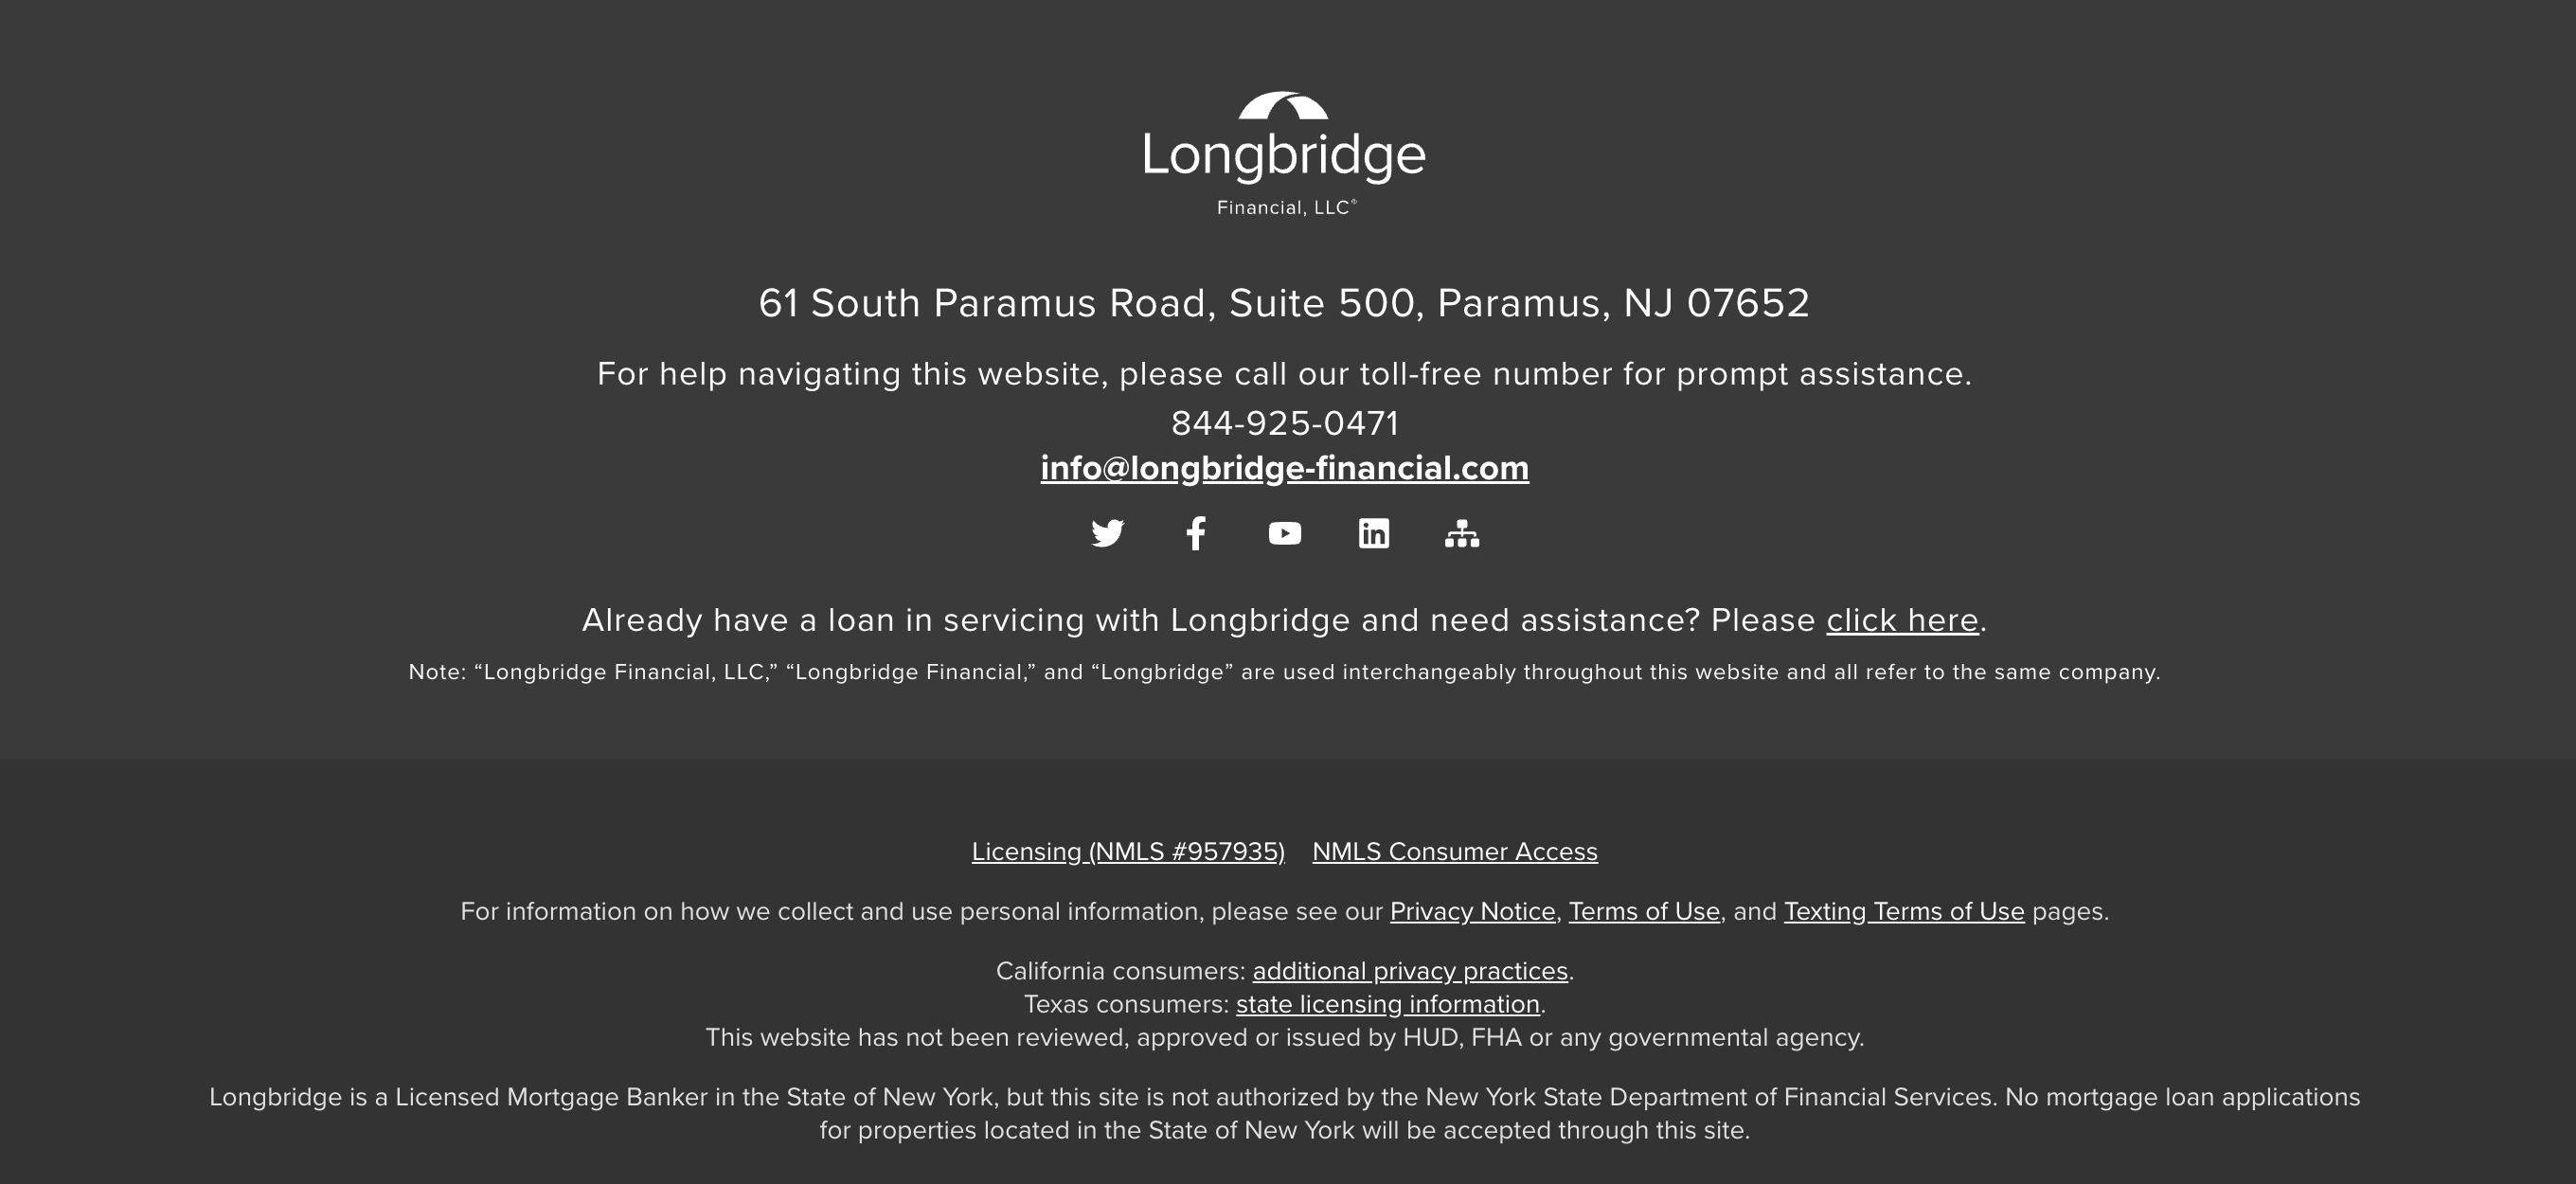 Longbridge
Financial, LLC®
61 South Paramus Road, Suite 500, Paramus, NJ 07652
For help navigating this website, please call our toll-free number for prompt assistance.
844-925-0471
info@longbridge-financial.com
in
Already have a loan in servicing with Longbridge and need assistance? Please click here.
Note: “Longbridge Financial, LLC,” “Longbridge Financial,” and “Longbridge” are used interchangeably throughout this website and all refer to the same company.
Licensing (NMLS #957935) NMLS Consumer Access
For information on how we collect and use personal information, please see our Privacy Notice, Terms of Use, and Texting Terms of Use pages.
California consumers: additional privacy practices.
Texas consumers: state licensing information.
This website has not been reviewed, approved or issued by HUD, FHA or any governmental agency.
Longbridge is a Licensed Mortgage Banker in the State of New York, but this site is not authorized by the New York State Department of Financial Services. No mortgage loan applications
for properties located in the State of New York will be accepted through this site.